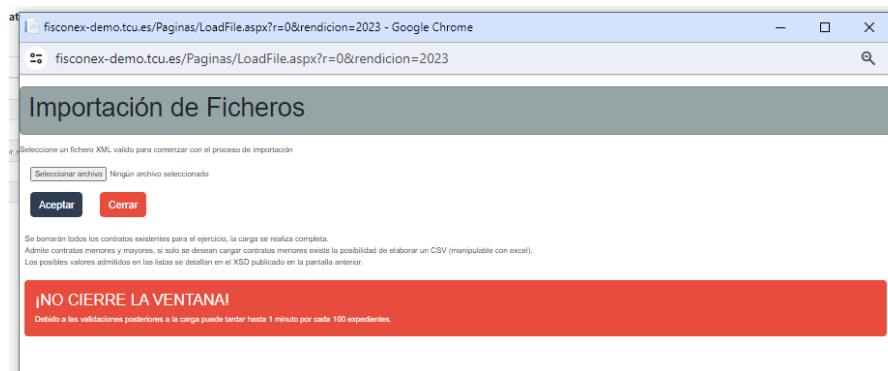 at
fisconex-demo.tcu.es/Paginas/LoadFile.aspx?r=0&rendicion=2023 - Google Chrome
fisconex-demo.tcu.es/Paginas/LoadFile.aspx?r=0&rendicion=2023
Importación de Ficheros
Seleccione un fichero XML valido para comenzar con el proceso de importación
Seleccionar archivo Ningún archivo seleccionado
Aceptar Cerrar
Se borrarán todos los contratos existentes para el ejercicio, la carga se realiza completa.
Admite contratos menores y mayores, si solo se desean cargar contratos menores existe la posibilidad de elaborar un CSV (manipulable con excel).
Los posibles valores admitidos en las listas se detallan en el XSD publicado en la pantalla anterior.
¡NO CIERRE LA VENTANA!
Debido a las validaciones posteriores a la carga puede tardar hasta 1 minuto por cada 100 expedientes.